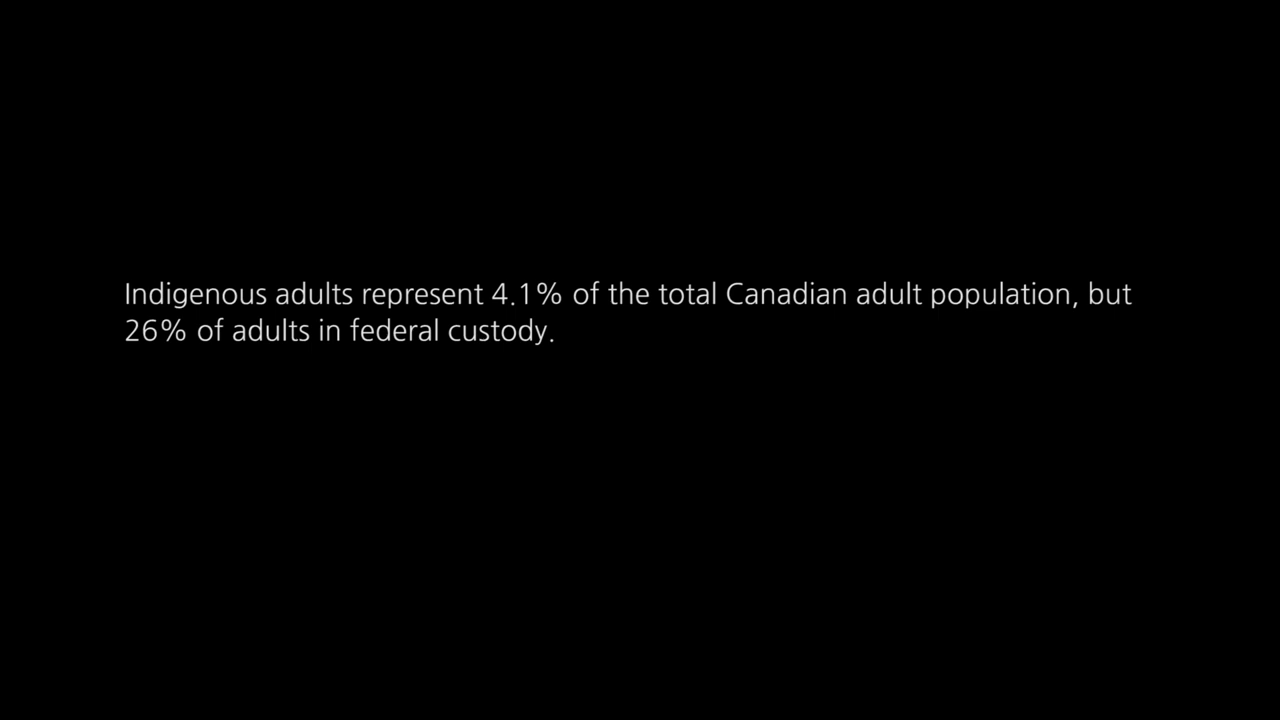 Indigenous adults represent 4.1% of the total Canadian adult population, but
26% of adults in federal custody.